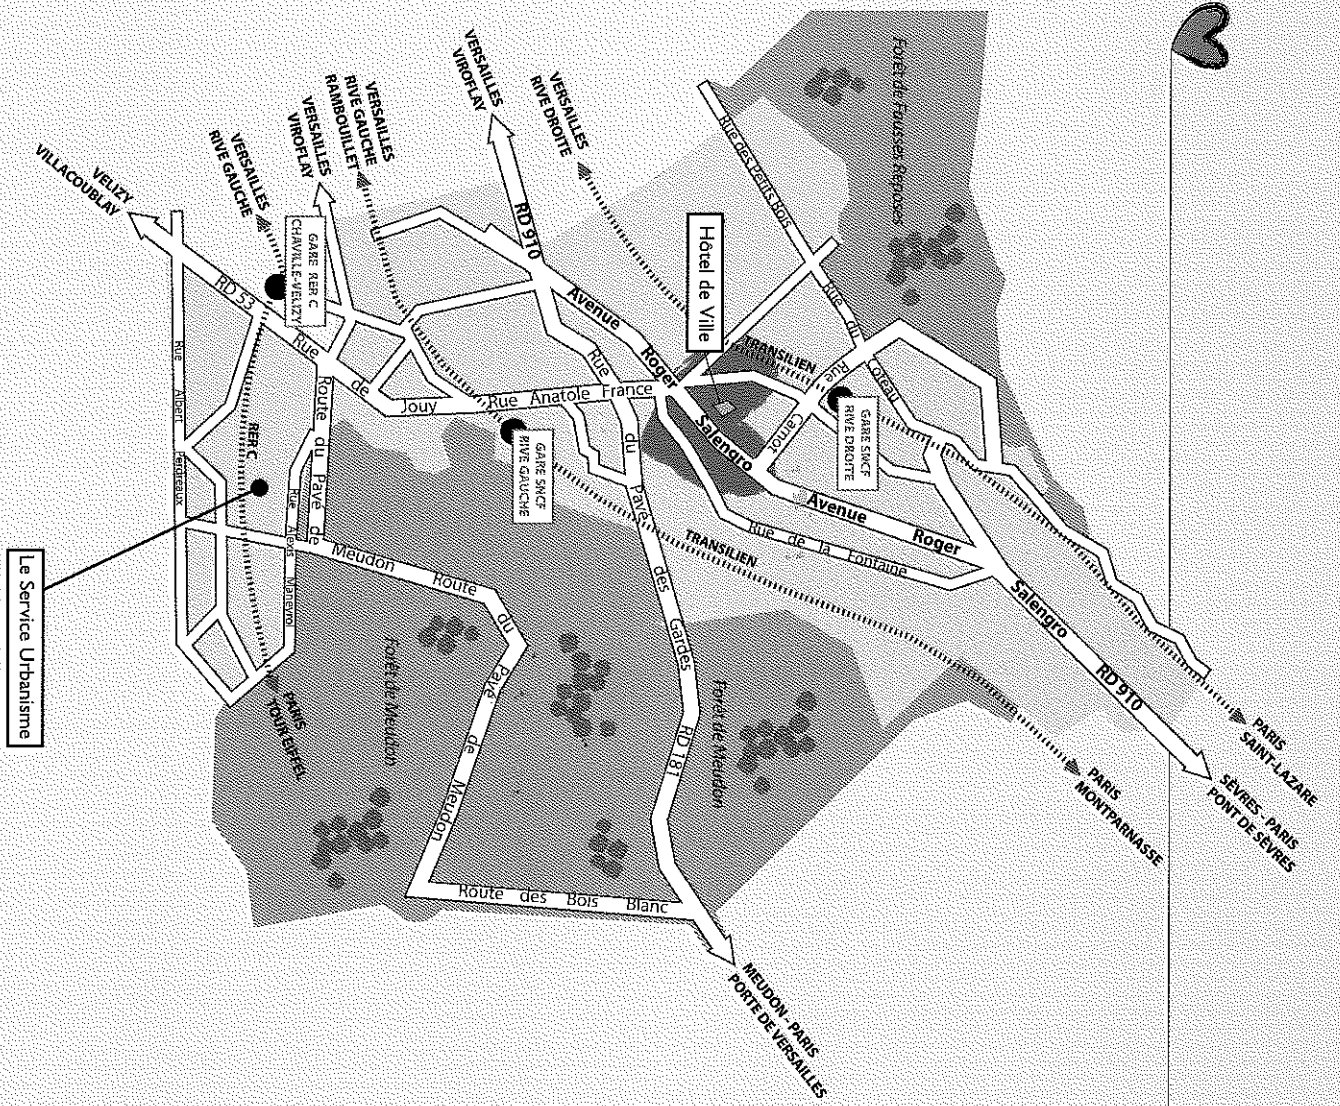 Forêt de Fausses Reposes
VERSAILLES
VIROFLAY
VERSAILLES
RIVE DROITE
VERSAILLES
RIVE GAUCHE
RAMBOUILLET
VERSAILLES
VIROFLAY
VERSAILLES
RIVE GAUCHE
VELIZY
VILLACOUBLAY
Rue des Petits Bois
RD 910
Hôtel de Ville
GARE RER C
CHAVILLE-VELIZY
RD 53
Avenue Roger Salengro
TRANSILIEN
Rue du Coteau
Rue Carnot
GARE SNCF
RIVE DROITE
Rue Albert Perdreaux
Rue de Jouy
Rue Anatole France
Rue du Pavé des Gardes
RD 181
RER C
GARE SNCF
RIVE GAUCHE
Route du Pavé de Meudon
Rue Alexis Maneyrol
Avenue Roger Salengro
RD 910
Rue de la Fontaine
TRANSILIEN
Route du Pavé de Meudon
Forêt de Meudon
Forêt de Meudon
Le Service Urbanisme
PARIS
TOUR EIFFEL
Route des Bois Blanc
PARIS
SAINT-LAZARE
SÈVRES - PARIS
PONT DE SÈVRES
PARIS
MONTPARNASSE
MEUDON - PARIS
PORTE DE VERSAILLES